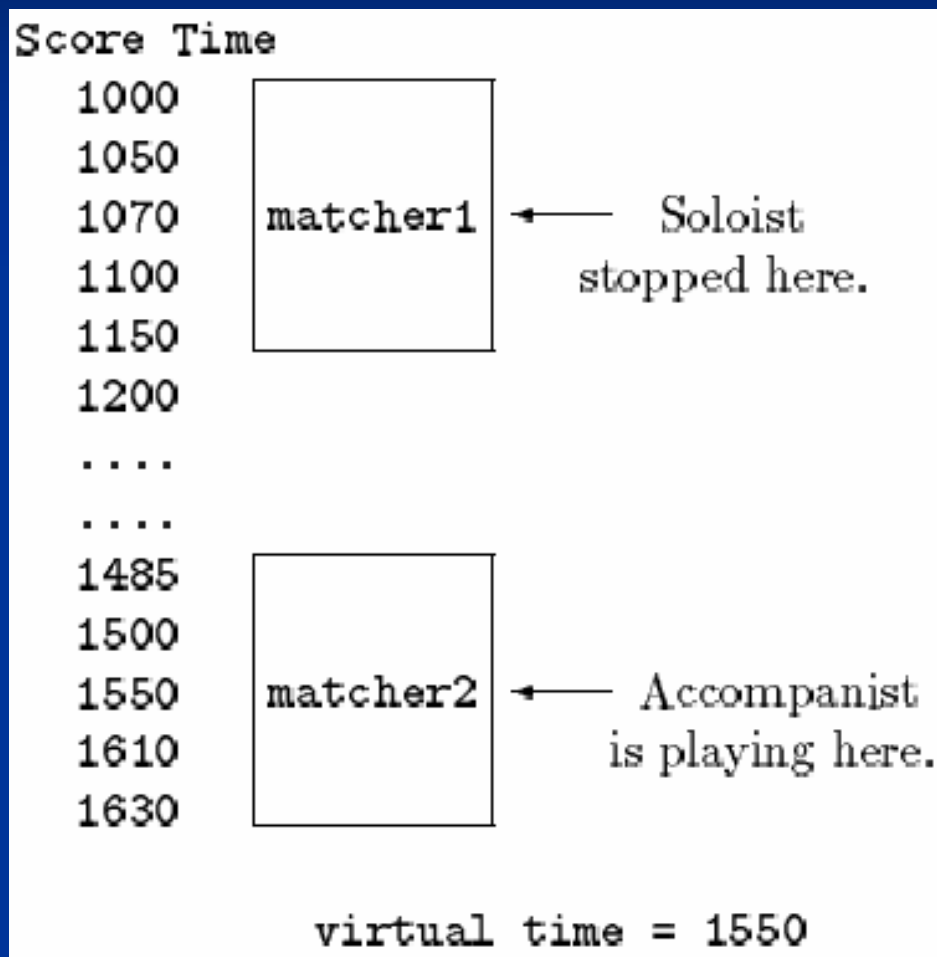 Score Time
1000
1050
1070 matcher1 Soloist
1100 stopped here.
1150
1200
....
....
1485
1500
1550 matcher2 Accompanist
1610 is playing here.
1630
virtual time = 1550